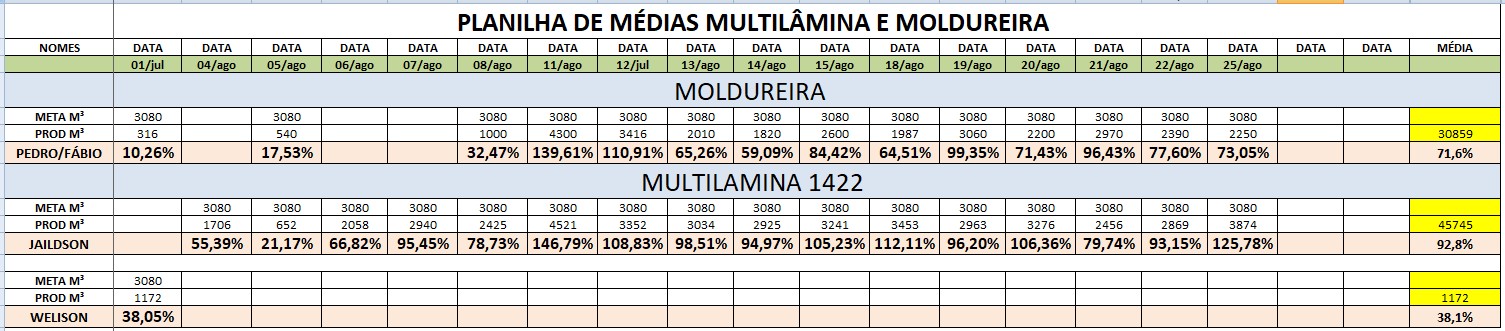 PLANILHA DE MÉDIAS MULTILÂMINA E MOLDUREIRA
NOMES DATA DATA DATA DATA DATA DATA DATA DATA DATA DATA DATA DATA DATA DATA DATA DATA DATA DATA MÉDIA
01/jul 04/ago 05/ago 06/ago 07/ago 08/ago 11/ago 12/jul 13/ago 14/ago 15/ago 18/ago 19/ago 20/ago 21/ago 22/ago 25/ago
MOLDUREIRA
META M³ 3080 3080 3080 3080 3080 3080 3080 3080 3080 3080 3080 3080 3080 3080
PROD M³ 316 540 1000 4300 3416 2010 1820 2600 1987 3060 2200 2970 2390 2250 30859
PEDRO/FÁBIO 10,26% 17,53% 32,47% 139,61% 110,91% 65,26% 59,09% 84,42% 64,51% 99,35% 71,43% 96,43% 77,60% 73,05% 71,6%
MULTILAMINA 1422
META M³ 3080 3080 3080 3080 3080 3080 3080 3080 3080 3080 3080 3080 3080 3080 3080 3080
PROD M³ 1706 652 2058 2940 2425 4521 3352 3034 2925 3241 3453 2963 3276 2456 2869 3874 45745
JAILDSON 55,39% 21,17% 66,82% 95,45% 78,73% 146,79% 108,83% 98,51% 94,97% 105,23% 112,11% 96,20% 106,36% 79,74% 93,15% 125,78% 92,8%
META M³ 3080
PROD M³ 1172 1172
WELISON 38,05% 38,1%